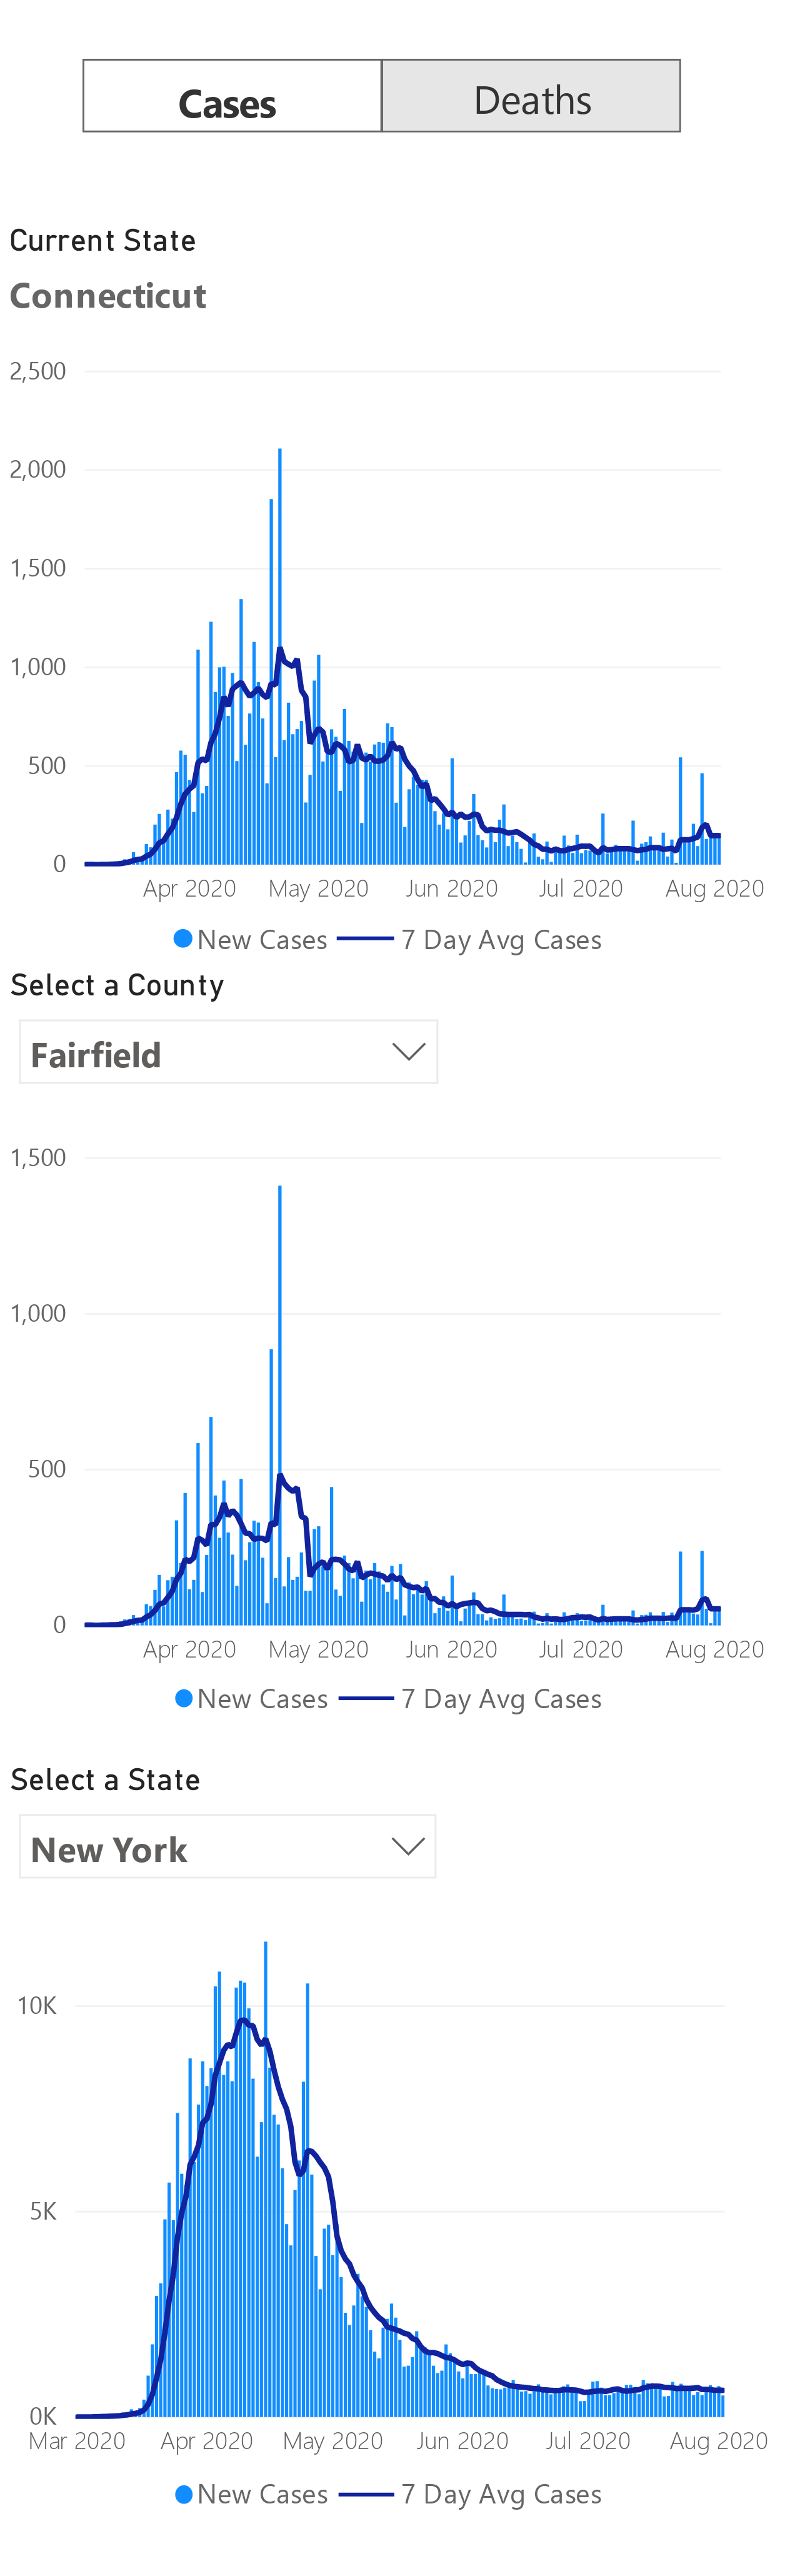 Cases Deaths
Current State
Connecticut
2,500
2,000
1,500
1,000
500
0
Apr 2020 May 2020 Jun 2020 Jul 2020 Aug 2020
New Cases 7 Day Avg Cases
Select a County
Fairfield
1,500
1,000
500
0
Apr 2020 May 2020 Jun 2020 Jul 2020 Aug 2020
New Cases 7 Day Avg Cases
Select a State
New York
10K
5K
0K
Mar 2020 Apr 2020 May 2020 Jun 2020 Jul 2020 Aug 2020
New Cases 7 Day Avg Cases